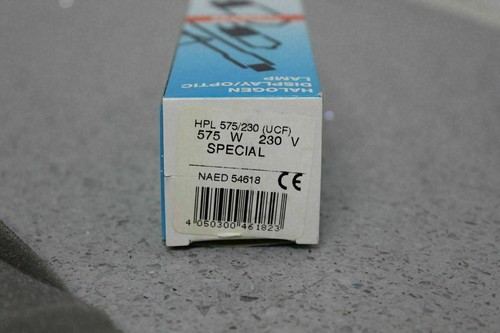 HALOGEN
DISPLAY/OPTIC
LAMP
HPL 575/230 (UCF)
575 W 230 V
SPECIAL
NAED 54618 CE
4 050300 461823